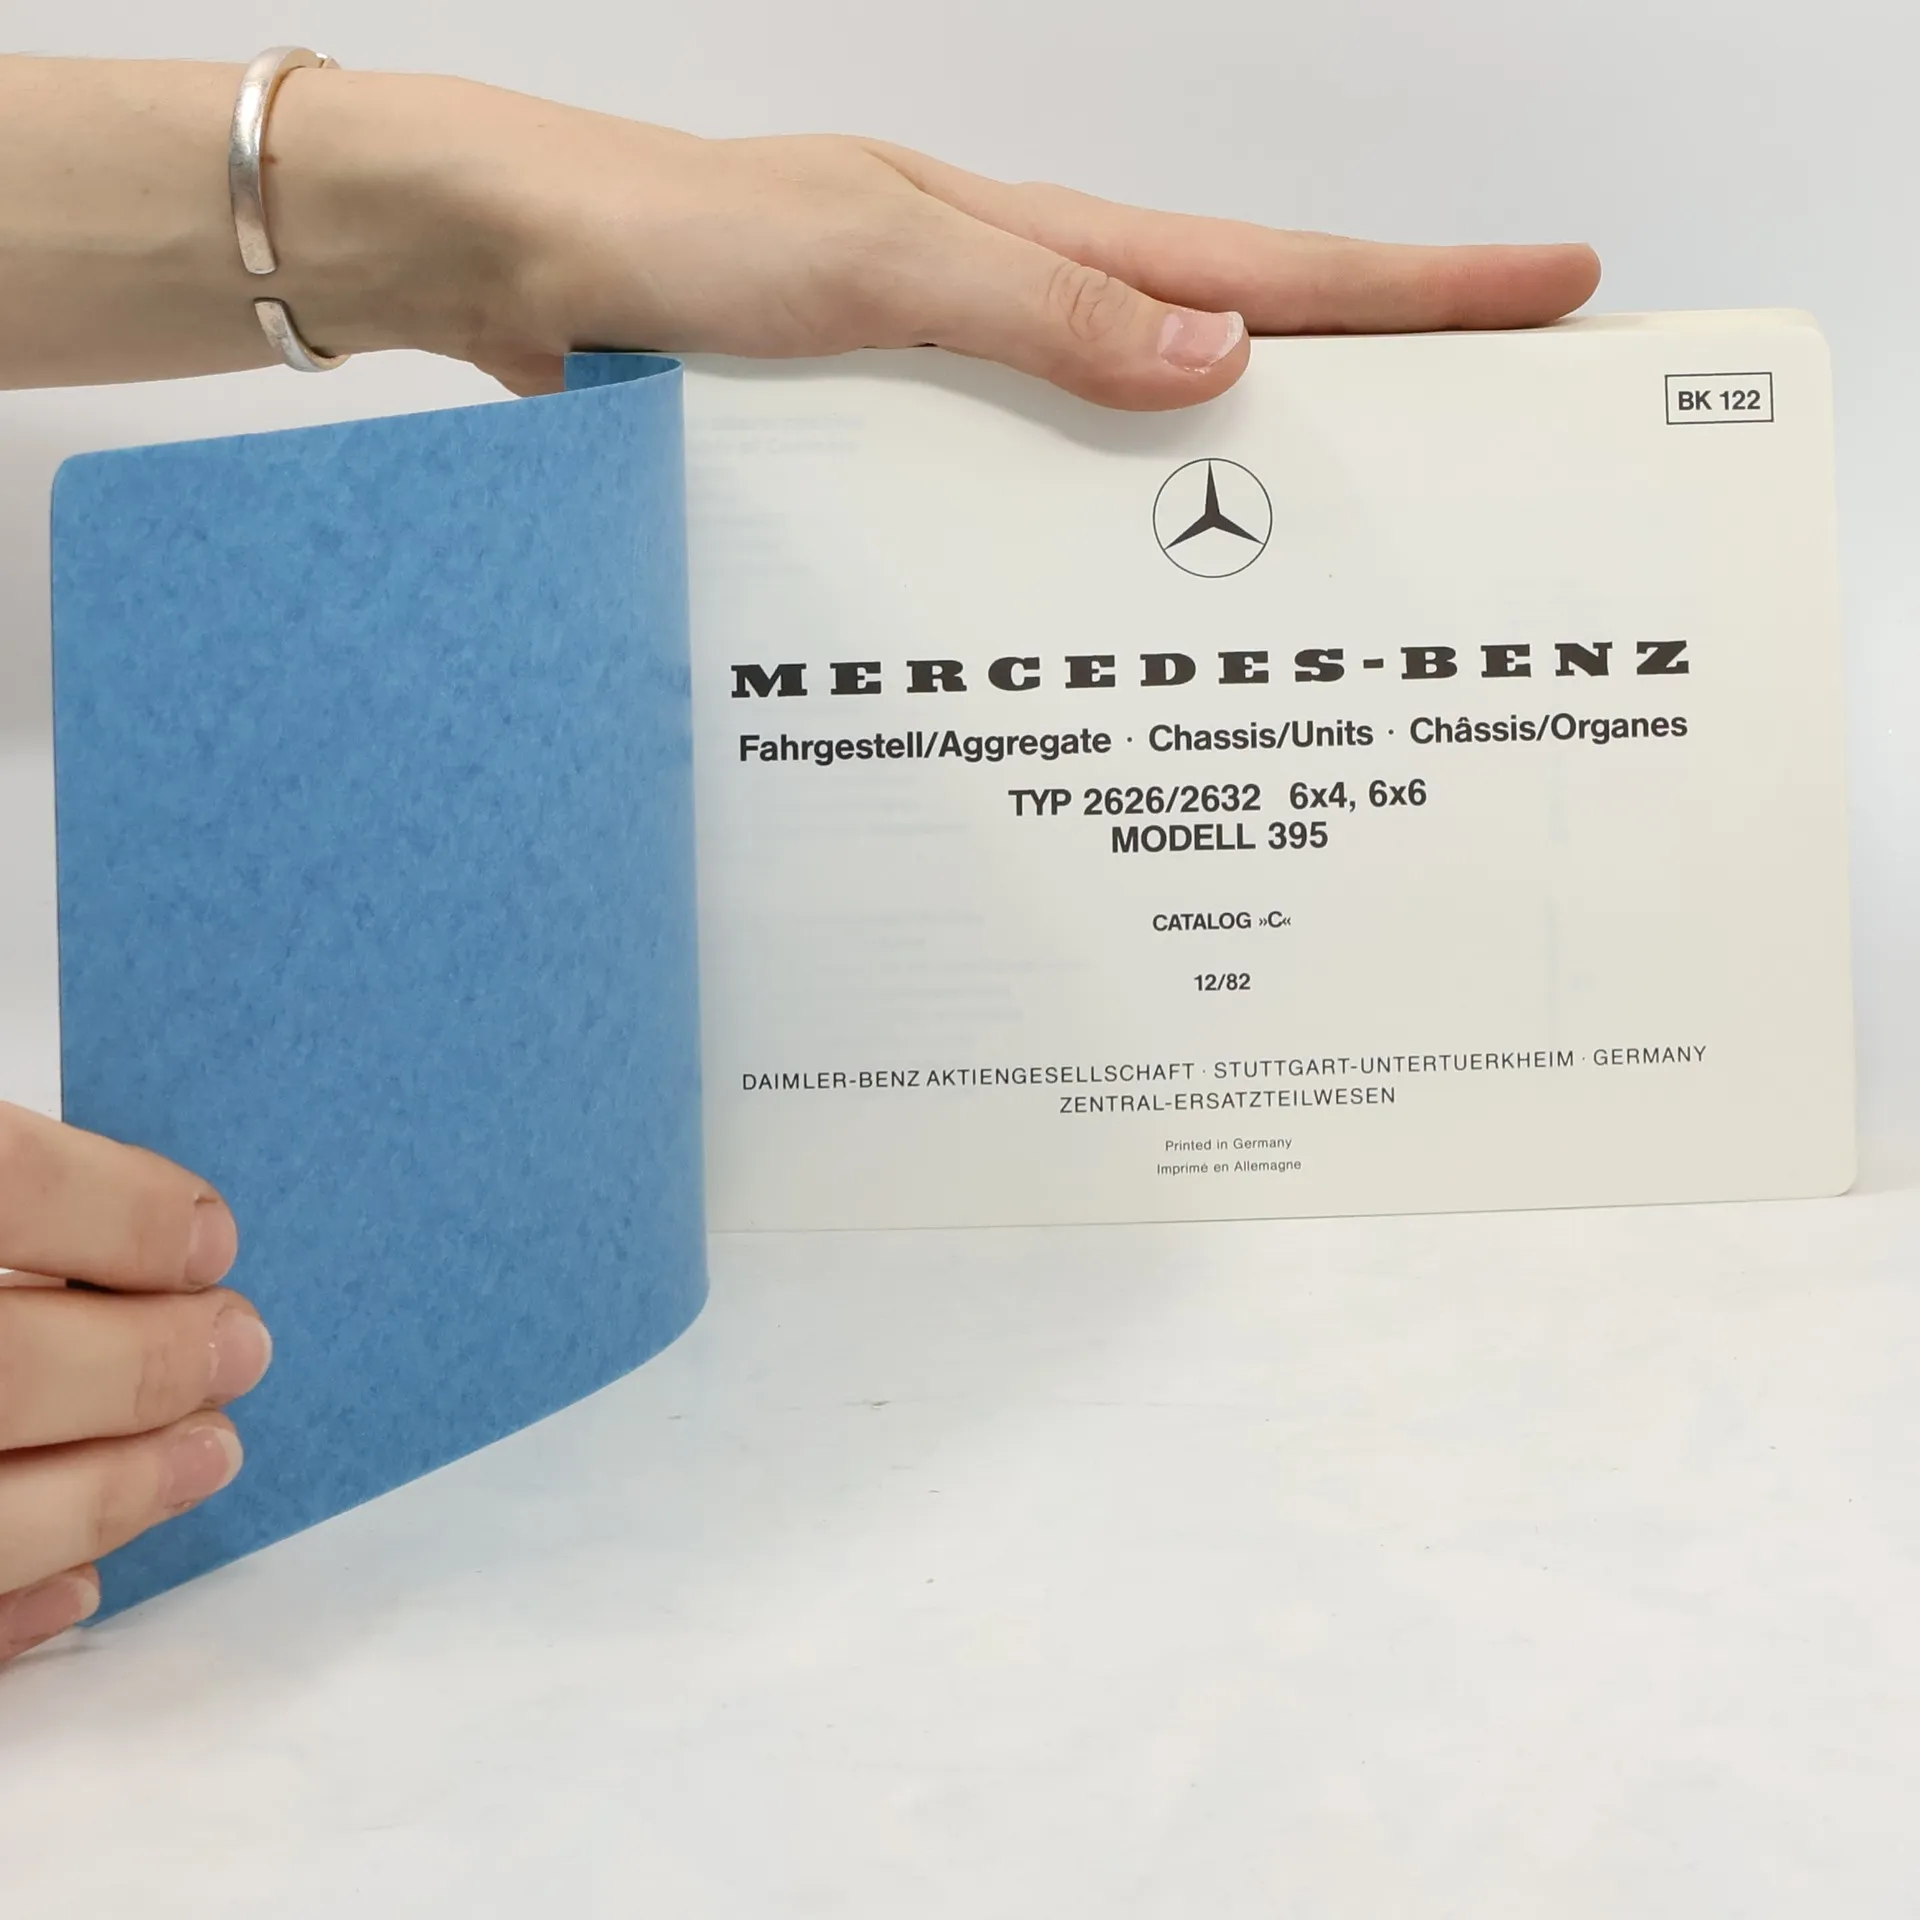 BK 122
MERCEDES-BENZ
Fahrgestell/Aggregate · Chassis/Units · Châssis/Organes
TYP 2626/2632 6x4, 6x6
MODELL 395
CATALOG »C«
12/82
DAIMLER-BENZ AKTIENGESELLSCHAFT · STUTTGART-UNTERTUERKHEIM · GERMANY
ZENTRAL-ERSATZTEILWESEN
Printed in Germany
Imprimé en Allemagne